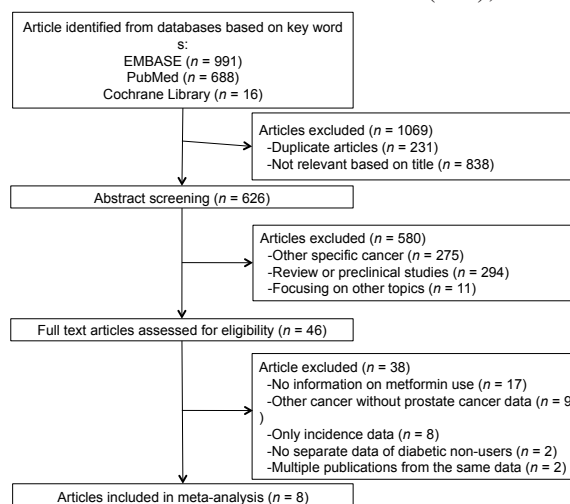 Article identified from databases based on key word
s:
EMBASE (n = 991)
PubMed (n = 688)
Cochrane Library (n = 16)
Articles excluded (n = 1069)
-Duplicate articles (n = 231)
-Not relevant based on title (n = 838)
Abstract screening (n = 626)
Articles excluded (n = 580)
-Other specific cancer (n = 275)
-Review or preclinical studies (n = 294)
-Focusing on other topics (n = 11)
Full text articles assessed for eligibility (n = 46)
Article excluded (n = 38)
-No information on metformin use (n = 17)
-Other cancer without prostate cancer data (n = 9
)
-Only incidence data (n = 8)
-No separate data of diabetic non-users (n = 2)
-Multiple publications from the same data (n = 2)
Articles included in meta-analysis (n = 8)